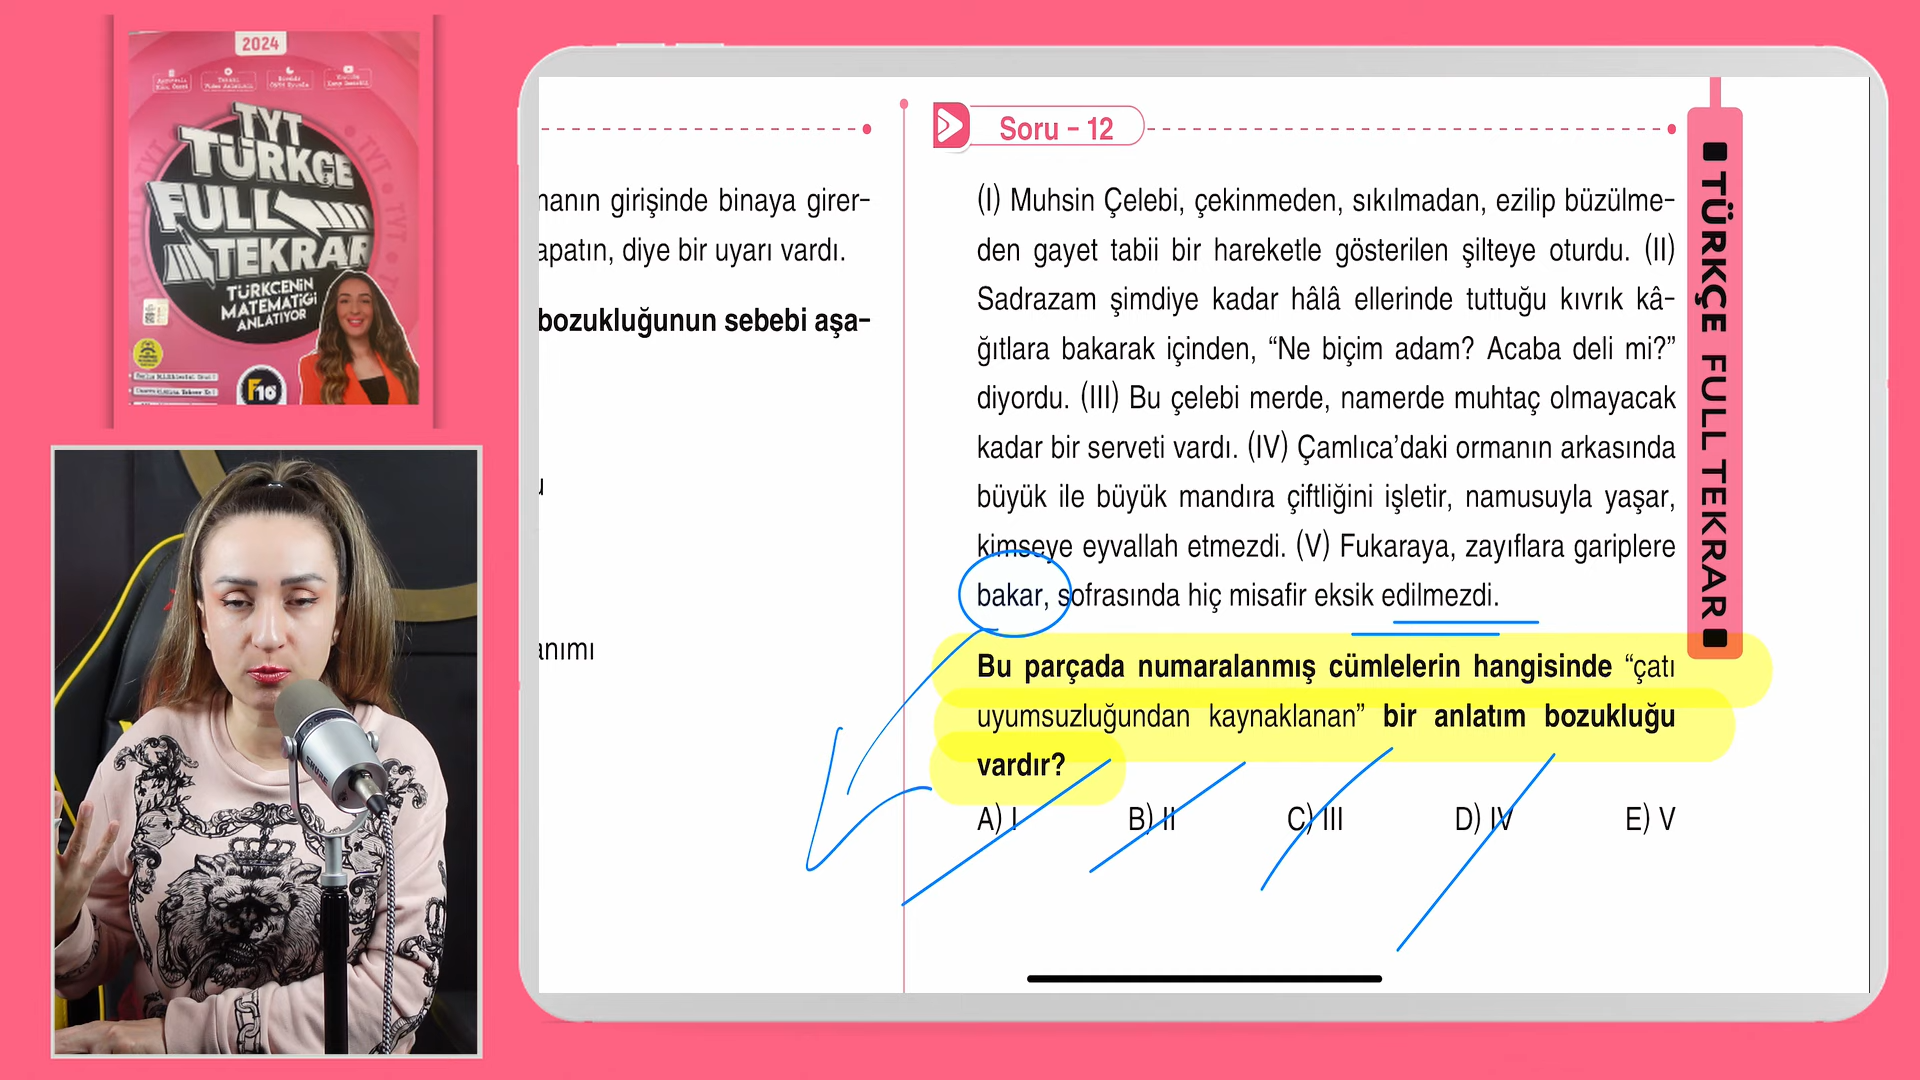 2024
TYT
TÜRKÇE
FULL
TEKRAR
TÜRKÇENİN
MATEMATİĞİ
ANLATIYOR
F10
Soru - 12
nanın girişinde binaya girer-
apatın, diye bir uyarı vardı.
bozukluğunun sebebi aşa-
anımı
(I) Muhsin Çelebi, çekinmeden, sıkılmadan, ezilip büzülme-
den gayet tabii bir hareketle gösterilen şilteye oturdu. (II)
Sadrazam şimdiye kadar hâlâ ellerinde tuttuğu kıvrık kâ-
ğıtlara bakarak içinden, “Ne biçim adam? Acaba deli mi?”
diyordu. (III) Bu çelebi merde, namerde muhtaç olmayacak
kadar bir serveti vardı. (IV) Çamlıca’daki ormanın arkasında
büyük ile büyük mandıra çiftliğini işletir, namusuyla yaşar,
kimseye eyvallah etmezdi. (V) Fukaraya, zayıflara gariplere
bakar, sofrasında hiç misafir eksik edilmezdi.
Bu parçada numaralanmış cümlelerin hangisinde “çatı
uyumsuzluğundan kaynaklanan” bir anlatım bozukluğu
vardır?
A) I B) II C) III D) IV E) V
TÜRKÇE FULL TEKRAR
SHURE